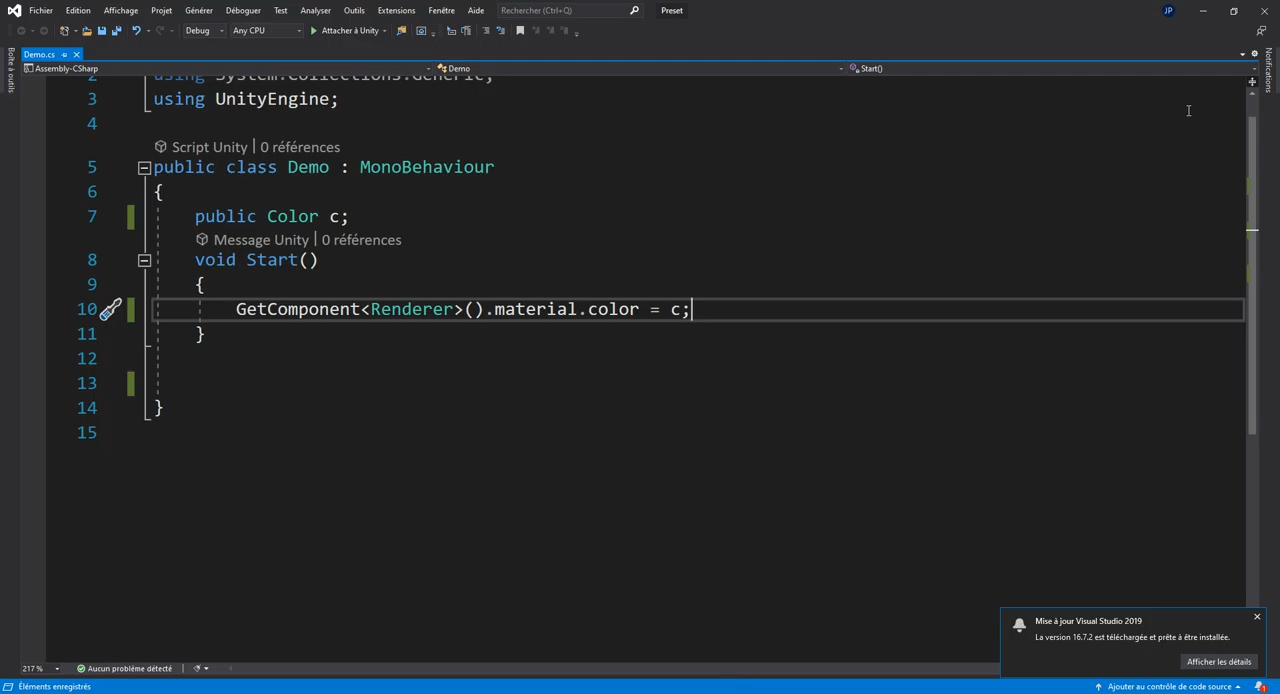 Fichier Edition Affichage Projet Générer Déboguer Test Analyser Outils Extensions Fenêtre Aide Rechercher (Ctrl+Q) Preset JP
Debug Any CPU Attacher à Unity
Boîte à outils
Demo.cs
Notifications
Assembly-CSharp Demo Start()
2 using System.Collections.Generic;
3 using UnityEngine;
4
Script Unity | 0 références
5 public class Demo : MonoBehaviour
6 {
7 public Color c;
Message Unity | 0 références
8 void Start()
9 {
10 GetComponent<Renderer>().material.color = c;
11 }
12
13
14 }
15
Mise à jour Visual Studio 2019
La version 16.7.2 est téléchargée et prête à être installée.
Afficher les détails
217 % Aucun problème détecté
Éléments enregistrés Ajouter au contrôle de code source 1